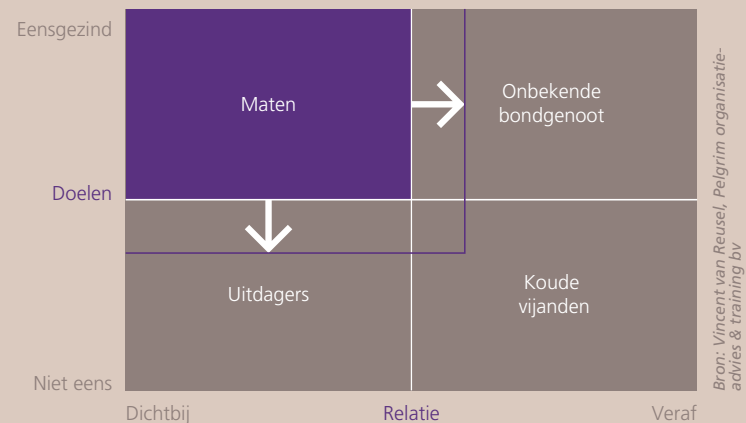 Eensgezind
Maten
Onbekende
bondgenoot
Doelen
Uitdagers
Koude
vijanden
Niet eens
Dichtbij
Relatie
Veraf
Bron: Vincent van Reusel, Pelgrim organisatie-
advies & training bv